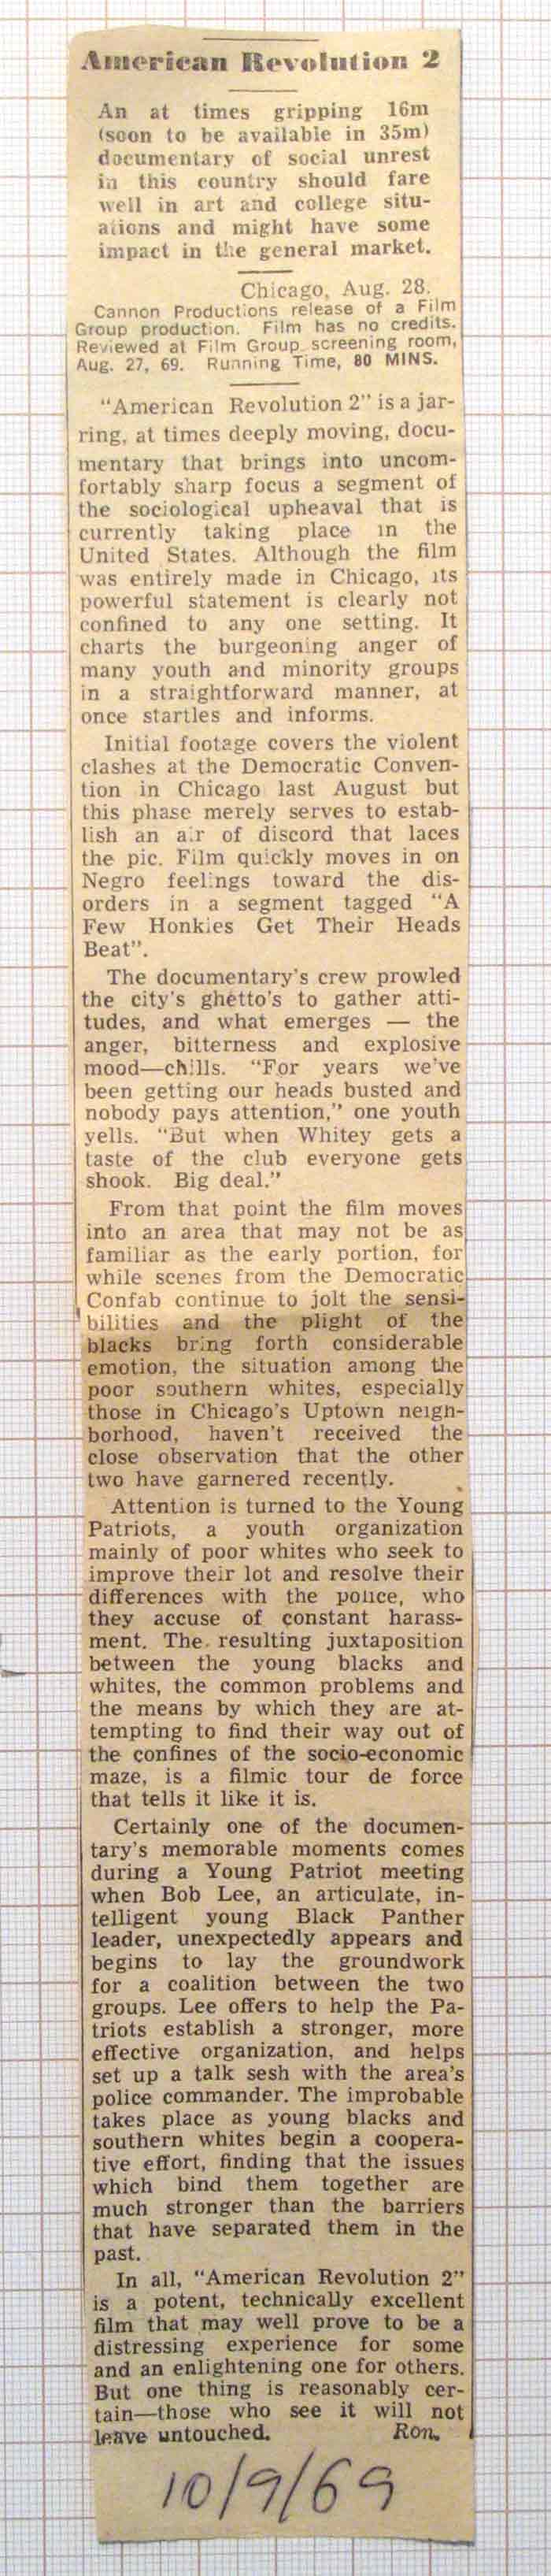 American Revolution 2
An at times gripping 16m
(soon to be available in 35m)
documentary of social unrest
in this country should fare
well in art and college situ-
ations and might have some
impact in the general market.
Chicago, Aug. 28.
Cannon Productions release of a Film
Group production. Film has no credits.
Reviewed at Film Group screening room,
Aug. 27, 69. Running Time, 80 MINS.
"American Revolution 2" is a jar-
ring, at times deeply moving, docu-
mentary that brings into uncom-
fortably sharp focus a segment of
the sociological upheaval that is
currently taking place in the
United States. Although the film
was entirely made in Chicago, its
powerful statement is clearly not
confined to any one setting. It
charts the burgeoning anger of
many youth and minority groups
in a straightforward manner, at
once startles and informs.
Initial footage covers the violent
clashes at the Democratic Conven-
tion in Chicago last August but
this phase merely serves to estab-
lish an air of discord that laces
the pic. Film quickly moves in on
Negro feelings toward the dis-
orders in a segment tagged "A
Few Honkies Get Their Heads
Beat".
The documentary's crew prowled
the city's ghetto's to gather atti-
tudes, and what emerges — the
anger, bitterness and explosive
mood—chills. "For years we've
been getting our heads busted and
nobody pays attention," one youth
yells. "But when Whitey gets a
taste of the club everyone gets
shook. Big deal."
From that point the film moves
into an area that may not be as
familiar as the early portion, for
while scenes from the Democratic
Confab continue to jolt the sensi-
bilities and the plight of the
blacks bring forth considerable
emotion, the situation among the
poor southern whites, especially
those in Chicago's Uptown neigh-
borhood, haven't received the
close observation that the other
two have garnered recently.
Attention is turned to the Young
Patriots, a youth organization
mainly of poor whites who seek to
improve their lot and resolve their
differences with the police, who
they accuse of constant harass-
ment. The resulting juxtaposition
between the young blacks and
whites, the common problems and
the means by which they are at-
tempting to find their way out of
the confines of the socio-economic
maze, is a filmic tour de force
that tells it like it is.
Certainly one of the documen-
tary's memorable moments comes
during a Young Patriot meeting
when Bob Lee, an articulate, in-
telligent young Black Panther
leader, unexpectedly appears and
begins to lay the groundwork
for a coalition between the two
groups. Lee offers to help the Pa-
triots establish a stronger, more
effective organization, and helps
set up a talk sesh with the area's
police commander. The improbable
takes place as young blacks and
southern whites begin a coopera-
tive effort, finding that the issues
which bind them together are
much stronger than the barriers
that have separated them in the
past.
In all, "American Revolution 2"
is a potent, technically excellent
film that may well prove to be a
distressing experience for some
and an enlightening one for others.
But one thing is reasonably cer-
tain—those who see it will not
leave untouched. Ron.
10/9/69